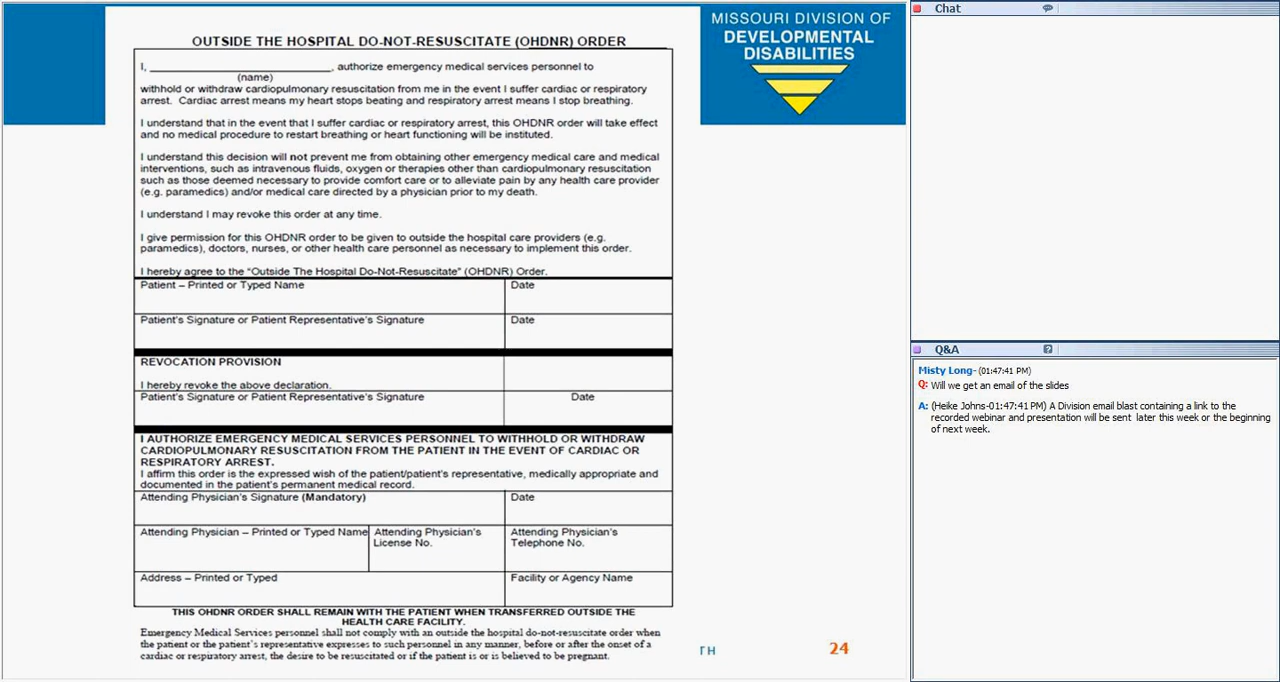 OUTSIDE THE HOSPITAL DO-NOT-RESUSCITATE (OHDNR) ORDER
I, ______________________________, authorize emergency medical services personnel to
(name)
withhold or withdraw cardiopulmonary resuscitation from me in the event I suffer cardiac or respiratory
arrest. Cardiac arrest means my heart stops beating and respiratory arrest means I stop breathing.
I understand that in the event that I suffer cardiac or respiratory arrest, this OHDNR order will take effect
and no medical procedure to restart breathing or heart functioning will be instituted.
I understand this decision will not prevent me from obtaining other emergency medical care and medical
interventions, such as intravenous fluids, oxygen or therapies other than cardiopulmonary resuscitation
such as those deemed necessary to provide comfort care or to alleviate pain by any health care provider
(e.g. paramedics) and/or medical care directed by a physician prior to my death.
I understand I may revoke this order at any time.
I give permission for this OHDNR order to be given to outside the hospital care providers (e.g.
paramedics), doctors, nurses, or other health care personnel as necessary to implement this order.
I hereby agree to the "Outside The Hospital Do-Not-Resuscitate" (OHDNR) Order.
Patient – Printed or Typed Name Date
Patient's Signature or Patient Representative's Signature Date
REVOCATION PROVISION
I hereby revoke the above declaration.
Patient's Signature or Patient Representative's Signature Date
I AUTHORIZE EMERGENCY MEDICAL SERVICES PERSONNEL TO WITHHOLD OR WITHDRAW
CARDIOPULMONARY RESUSCITATION FROM THE PATIENT IN THE EVENT OF CARDIAC OR
RESPIRATORY ARREST.
I affirm this order is the expressed wish of the patient/patient's representative, medically appropriate and
documented in the patient's permanent medical record.
Attending Physician's Signature (Mandatory) Date
Attending Physician – Printed or Typed Name Attending Physician's License No. Attending Physician's Telephone No.
Address – Printed or Typed Facility or Agency Name
THIS OHDNR ORDER SHALL REMAIN WITH THE PATIENT WHEN TRANSFERRED OUTSIDE THE
HEALTH CARE FACILITY.
Emergency Medical Services personnel shall not comply with an outside the hospital do-not-resuscitate order when
the patient or the patient's representative expresses to such personnel in any manner, before or after the onset of a
cardiac or respiratory arrest, the desire to be resuscitated or if the patient is or is believed to be pregnant.
MISSOURI DIVISION OF
DEVELOPMENTAL
DISABILITIES
TH 24
Chat
Q&A
Misty Long- (01:47:41 PM)
Q: Will we get an email of the slides
A: (Heike Johns-01:47:41 PM) A Division email blast containing a link to the
recorded webinar and presentation will be sent later this week or the beginning
of next week.